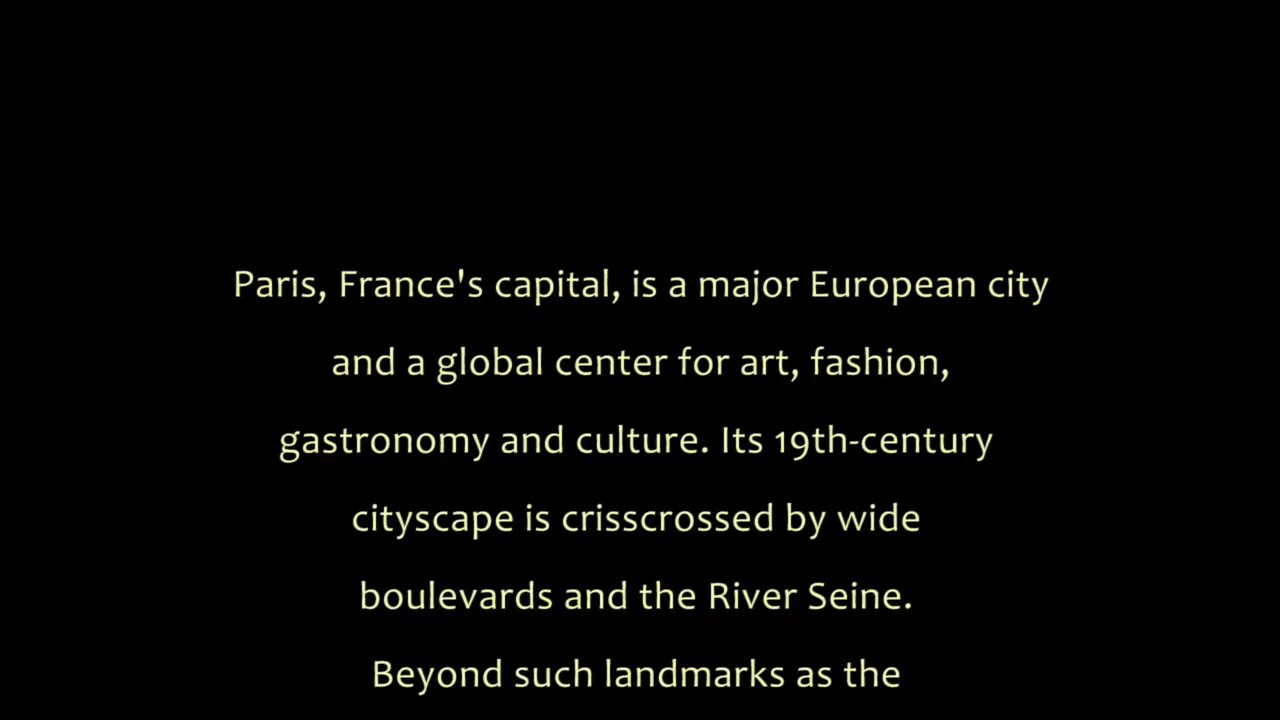 Paris, France's capital, is a major European city
and a global center for art, fashion,
gastronomy and culture. Its 19th-century
cityscape is crisscrossed by wide
boulevards and the River Seine.
Beyond such landmarks as the